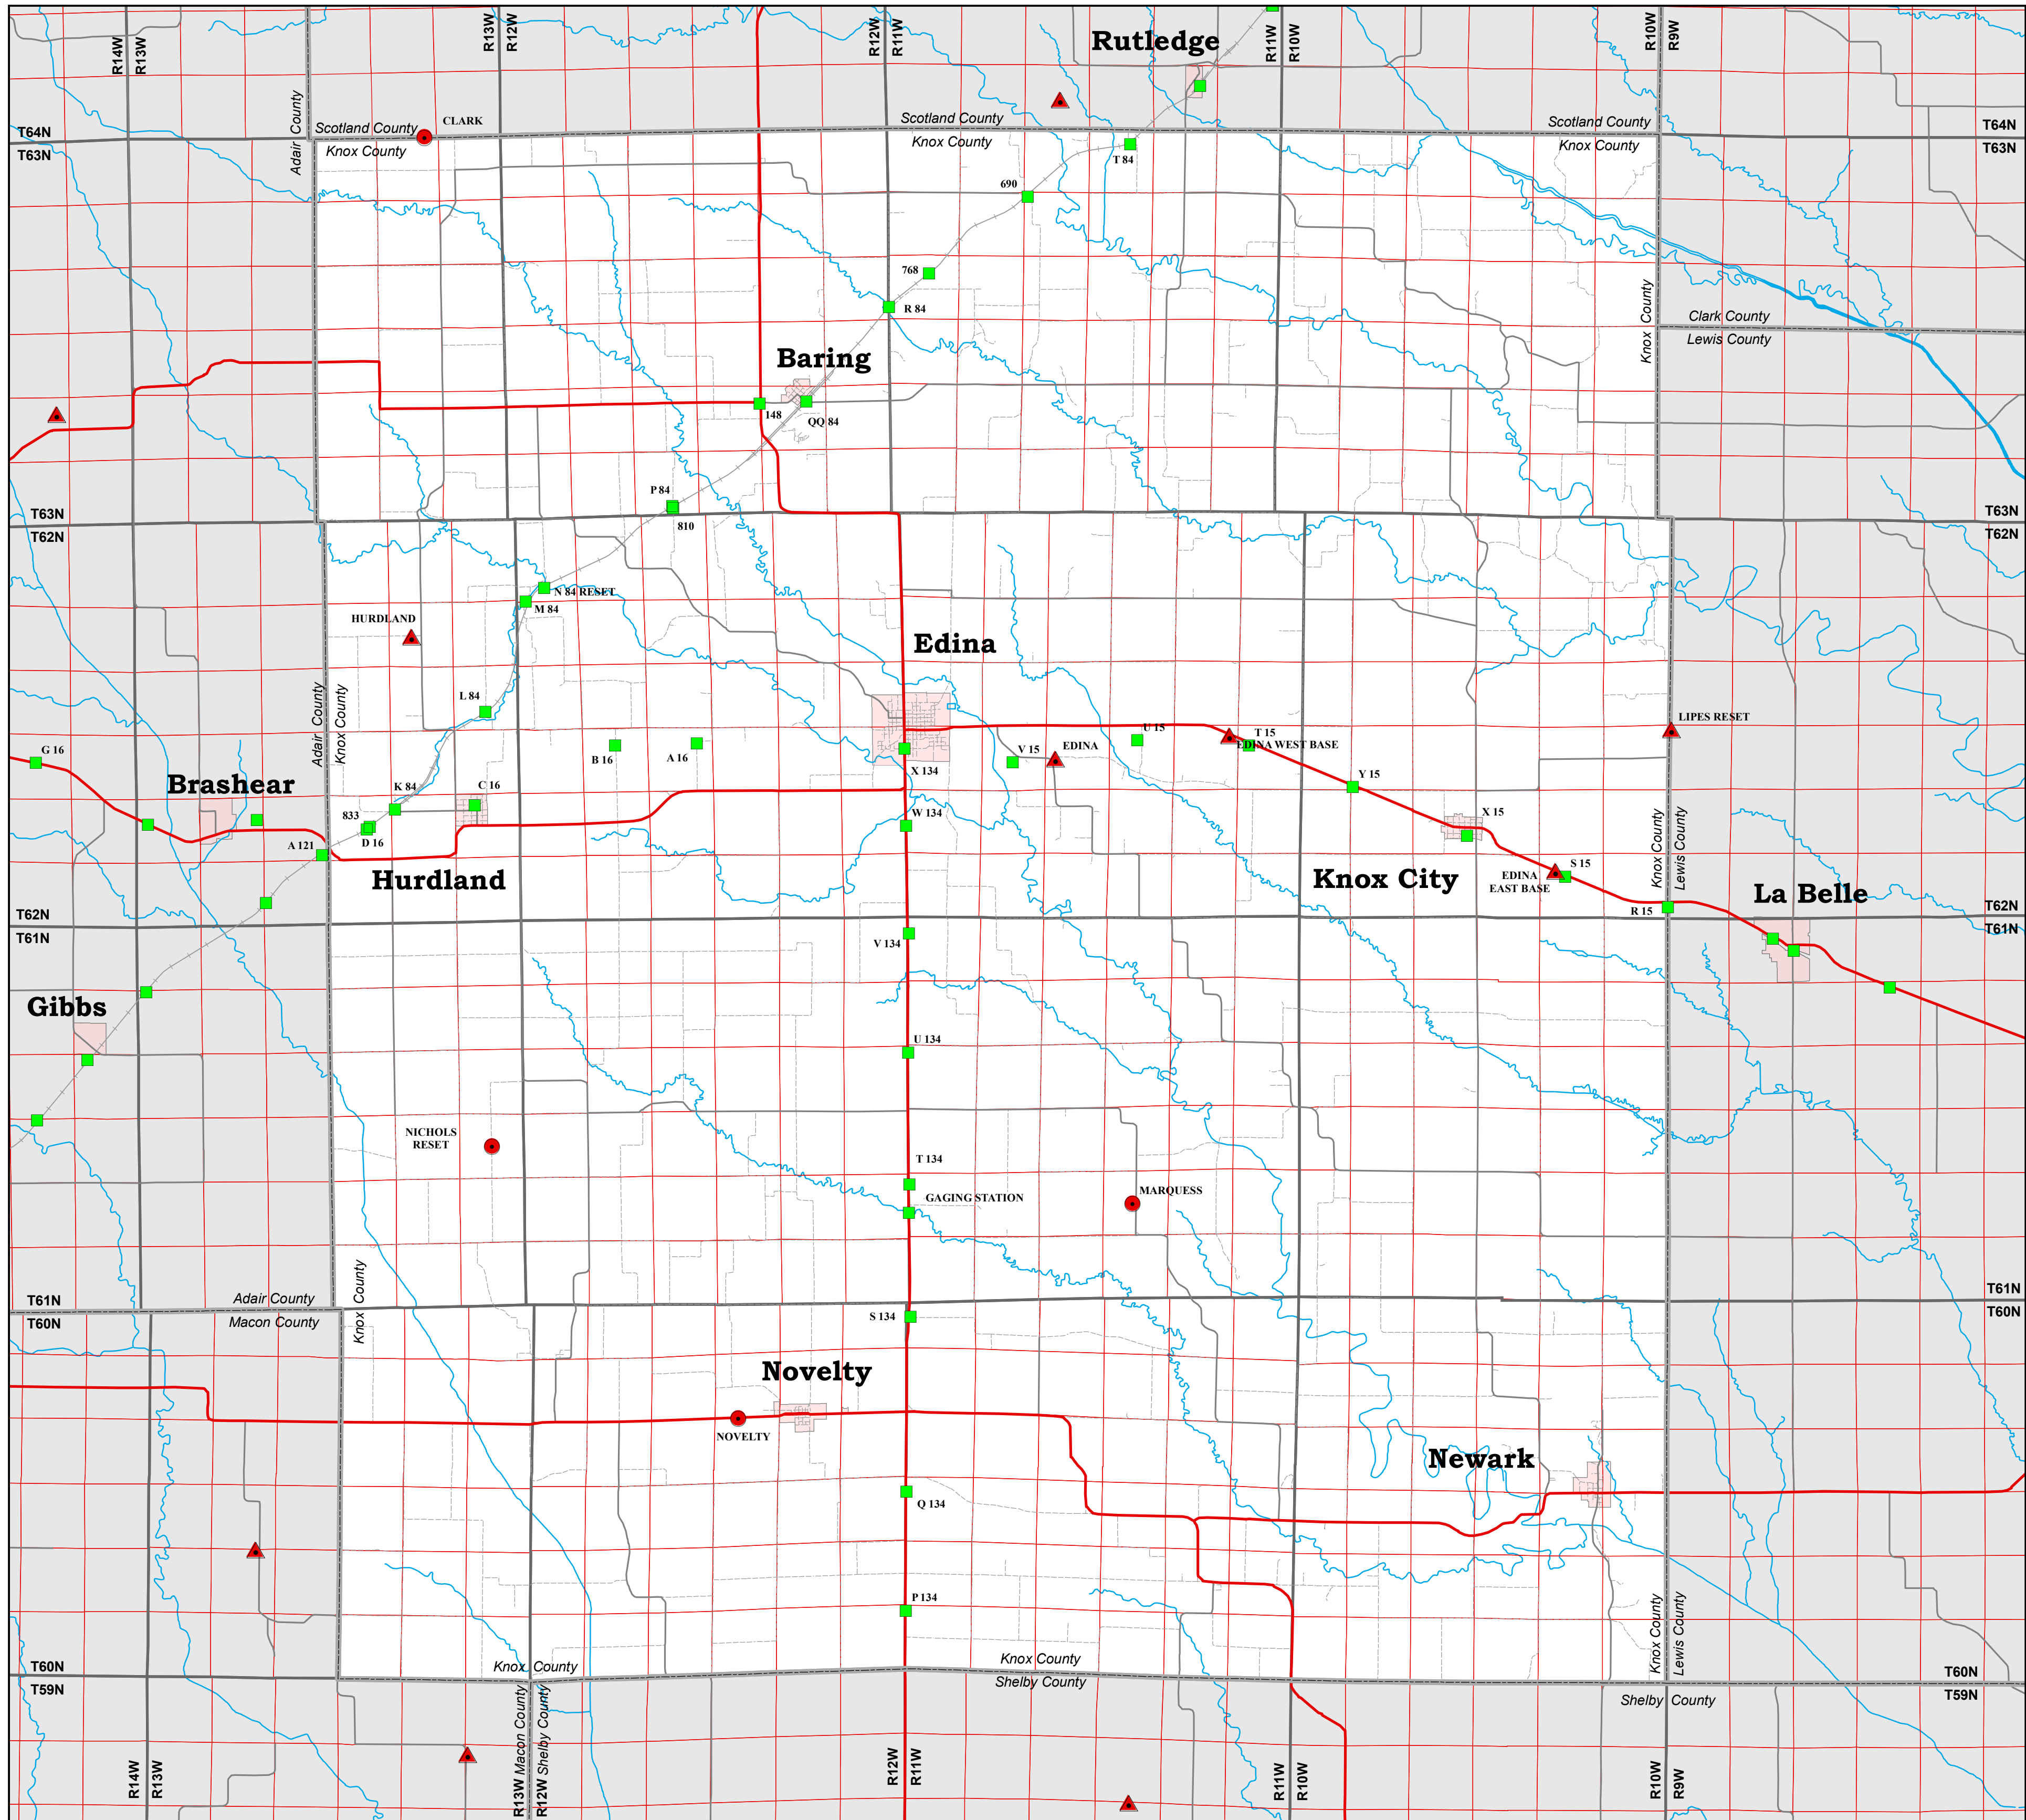 R14W
R13W
R13W
R12W
R12W
R11W
R11W
R10W
R10W
R9W
Rutledge
Adair County
Scotland County
Knox County
CLARK
Scotland County
Knox County
Scotland County
Knox County
T64N
T63N
T64N
T63N
T 84
690
768
R 84
Knox County
Clark County
Lewis County
Baring
148
QQ 84
P 84
810
T63N
T62N
T63N
T62N
N 84 RESET
M 84
HURDLAND
Edina
Adair County
Knox County
L 84
LIPES RESET
G 16
B 16
A 16
V 15
EDINA
U 15
T 15
EDINA WEST BASE
X 134
Y 15
Brashear
K 84
C 16
833
D 16
A 121
W 134
X 15
Knox County
Lewis County
Hurdland
Knox City
EDINA
EAST BASE
S 15
R 15
La Belle
T62N
T61N
T62N
T61N
V 134
Gibbs
U 134
NICHOLS
RESET
T 134
GAGING STATION
MARQUESS
Knox County
T61N
T60N
Adair County
Macon County
T61N
T60N
S 134
Novelty
NOVELTY
Newark
Q 134
P 134
Knox County
Lewis County
T60N
T59N
Knox County
Knox County
Shelby County
Shelby County
T60N
T59N
Macon County
Shelby County
R14W
R13W
R13W
R12W
R12W
R11W
R11W
R10W
R10W
R9W